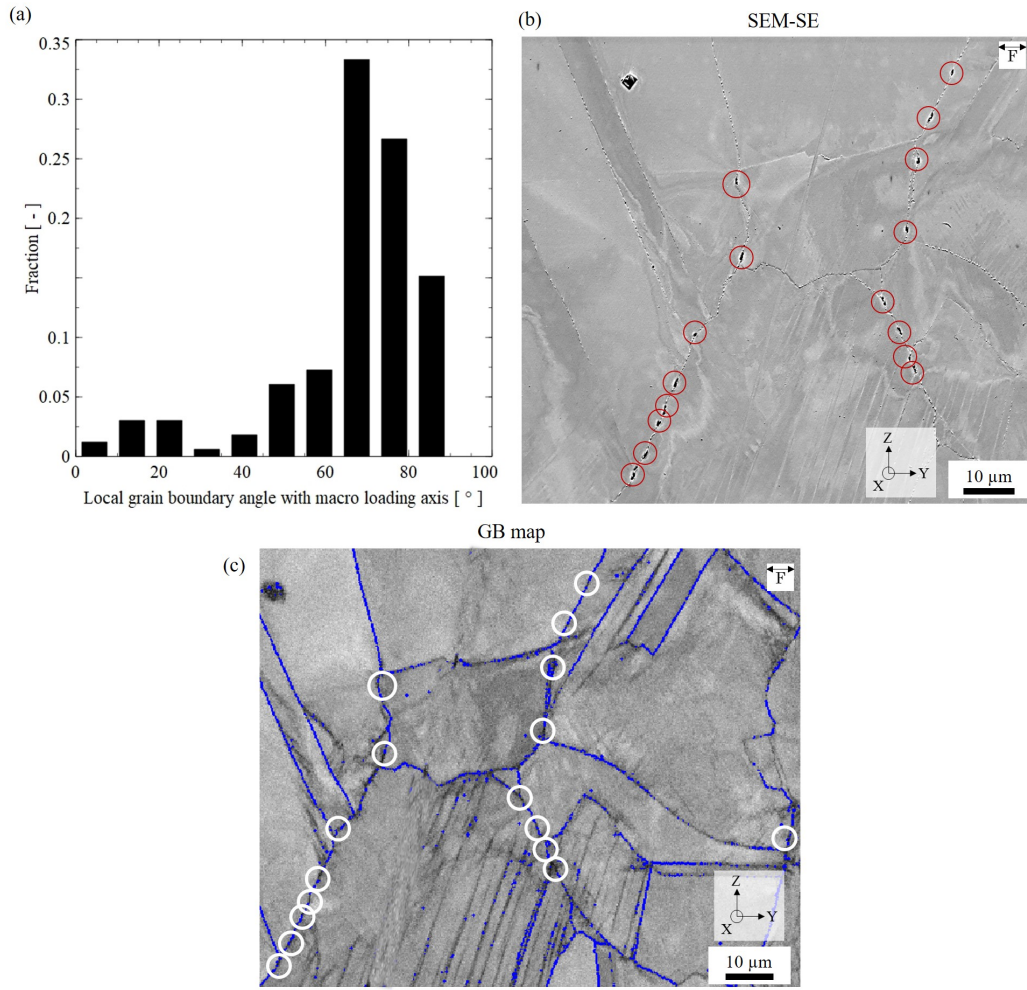 (a)
0.35
0.3
0.25
0.2
0.15
0.1
0.05
0
0 20 40 60 80 100
Fraction [ - ]
Local grain boundary angle with macro loading axis [ ° ]
(b)
SEM-SE
F
Z
Y
X
10 µm
GB map
(c)
F
Z
Y
X
10 µm